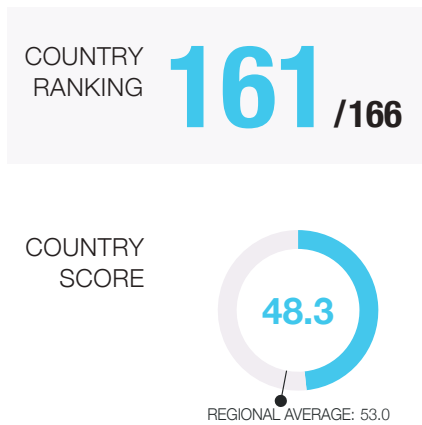 COUNTRY
RANKING
161 /166
COUNTRY
SCORE
48.3
REGIONAL AVERAGE: 53.0